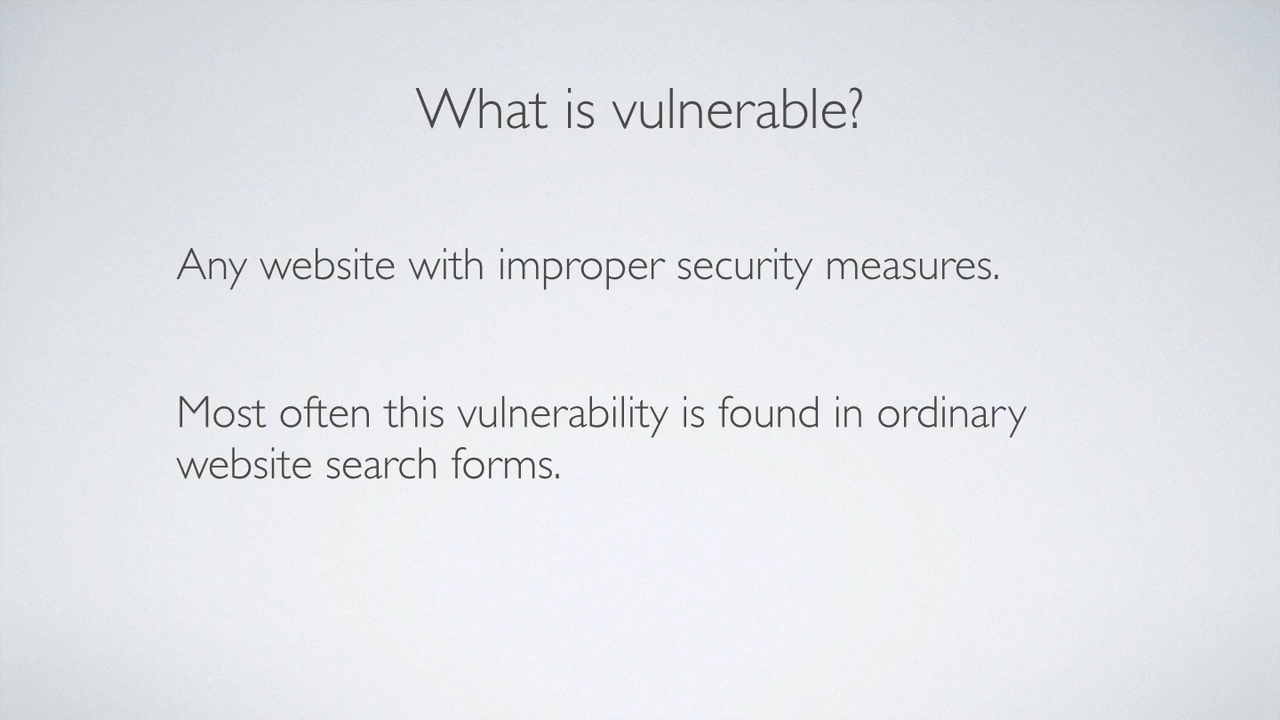 What is vulnerable?
Any website with improper security measures.
Most often this vulnerability is found in ordinary
website search forms.